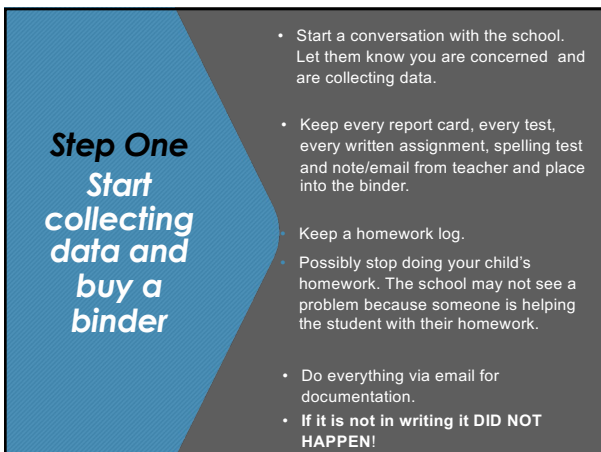 Step One
Start
collecting
data and
buy a
binder
• Start a conversation with the school.
Let them know you are concerned and
are collecting data.
• Keep every report card, every test,
every written assignment, spelling test
and note/email from teacher and place
into the binder.
• Keep a homework log.
• Possibly stop doing your child’s
homework. The school may not see a
problem because someone is helping
the student with their homework.
• Do everything via email for
documentation.
• If it is not in writing it DID NOT
HAPPEN!